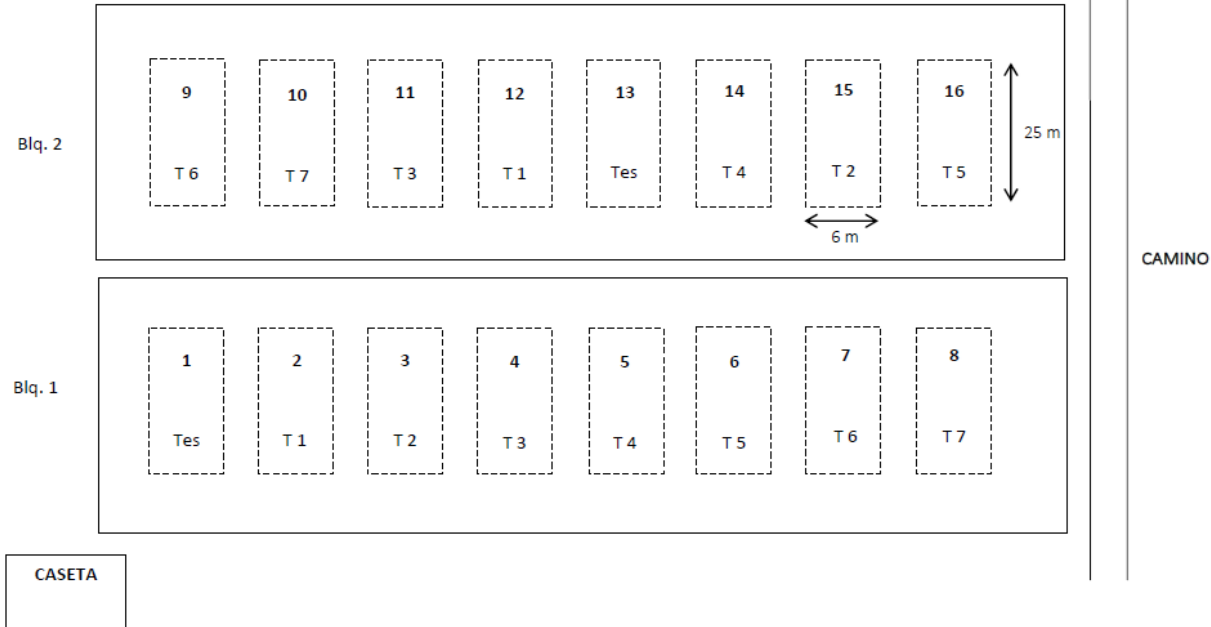 9 10 11 12 13 14 15 16
Blq. 2
25 m
T 6 T 7 T 3 T 1 Tes T 4 T 2 T 5
6 m
CAMINO
1 2 3 4 5 6 7 8
Blq. 1
Tes T 1 T 2 T 3 T 4 T 5 T 6 T 7
CASETA